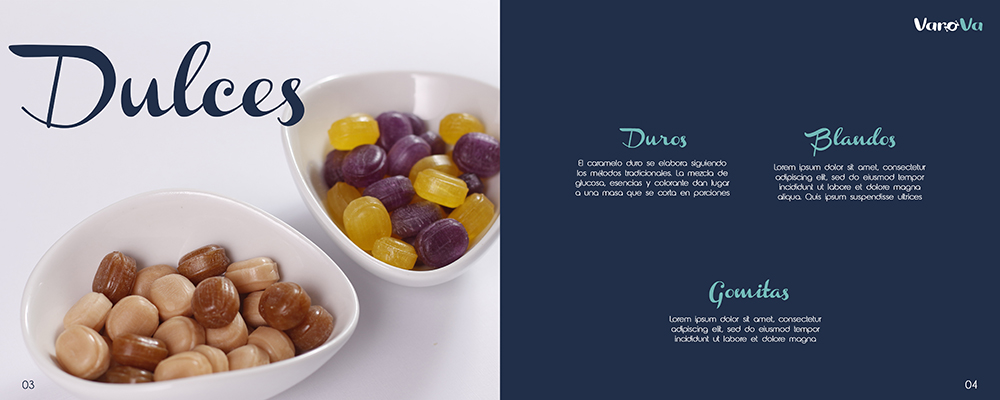 Dulces
03
VaroVa
Duros
El caramelo duro se elabora siguiendo
los métodos tradicionales. La mezcla de
glucosa, esencias y colorante dan lugar
a una masa que se corta en porciones
Blandos
Lorem ipsum dolor sit amet, consectetur
adipiscing elit, sed do eiusmod tempor
incididunt ut labore et dolore magna
aliqua. Quis ipsum suspendisse ultrices
Gomitas
Lorem ipsum dolor sit amet, consectetur
adipiscing elit, sed do eiusmod tempor
incididunt ut labore et dolore magna
04